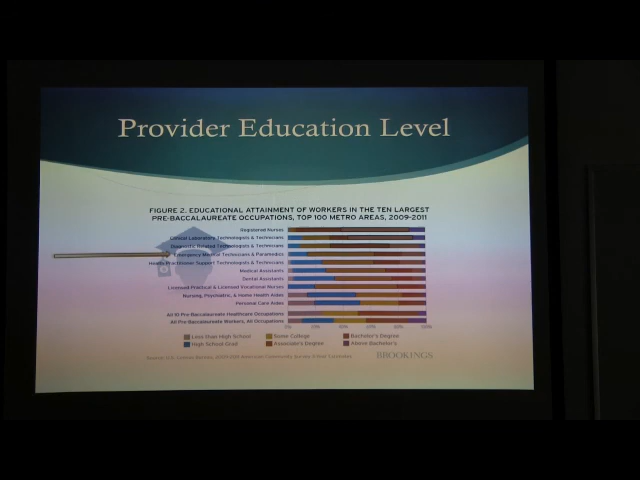 Provider Education Level
FIGURE 2. EDUCATIONAL ATTAINMENT OF WORKERS IN THE TEN LARGEST
PRE-BACCALAUREATE OCCUPATIONS, TOP 100 METRO AREAS, 2009-2011
Registered Nurses
Clinical Laboratory Technologists & Technicians
Diagnostic Related Technologists & Technicians
Emergency Medical Technicians & Paramedics
Health Practitioner Support Technologists & Technicians
Medical Assistants
Dental Assistants
Licensed Practical & Licensed Vocational Nurses
Nursing, Psychiatric, & Home Health Aides
Personal Care Aides
All 10 Pre-Baccalaureate Healthcare Occupations
All Pre-Baccalaureate Workers, All Occupations
Less than High School Some College Bachelor's Degree
High School Grad Associate's Degree Above Bachelor's
BROOKINGS